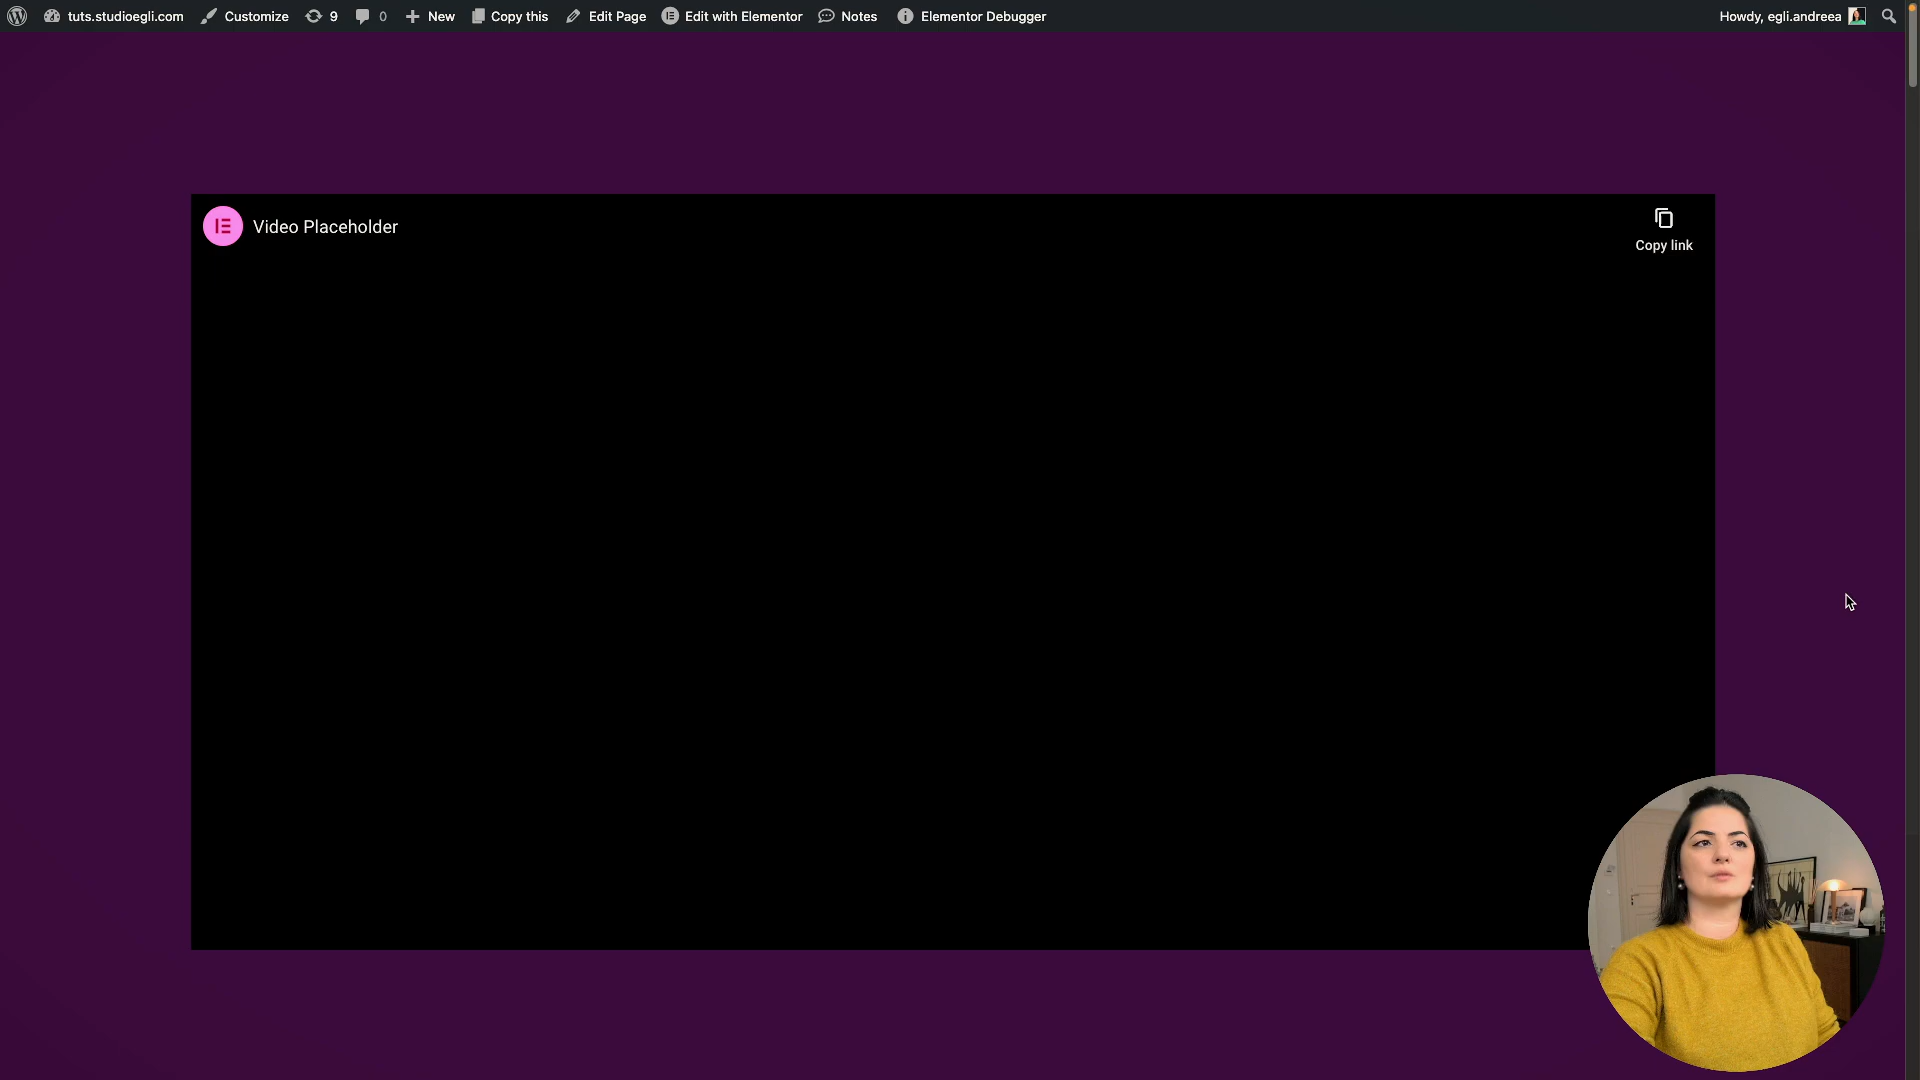 tuts.studioegli.com Customize 9 0 New Copy this Edit Page Edit with Elementor Notes Elementor Debugger Howdy, egli.andreea
Video Placeholder
Copy link